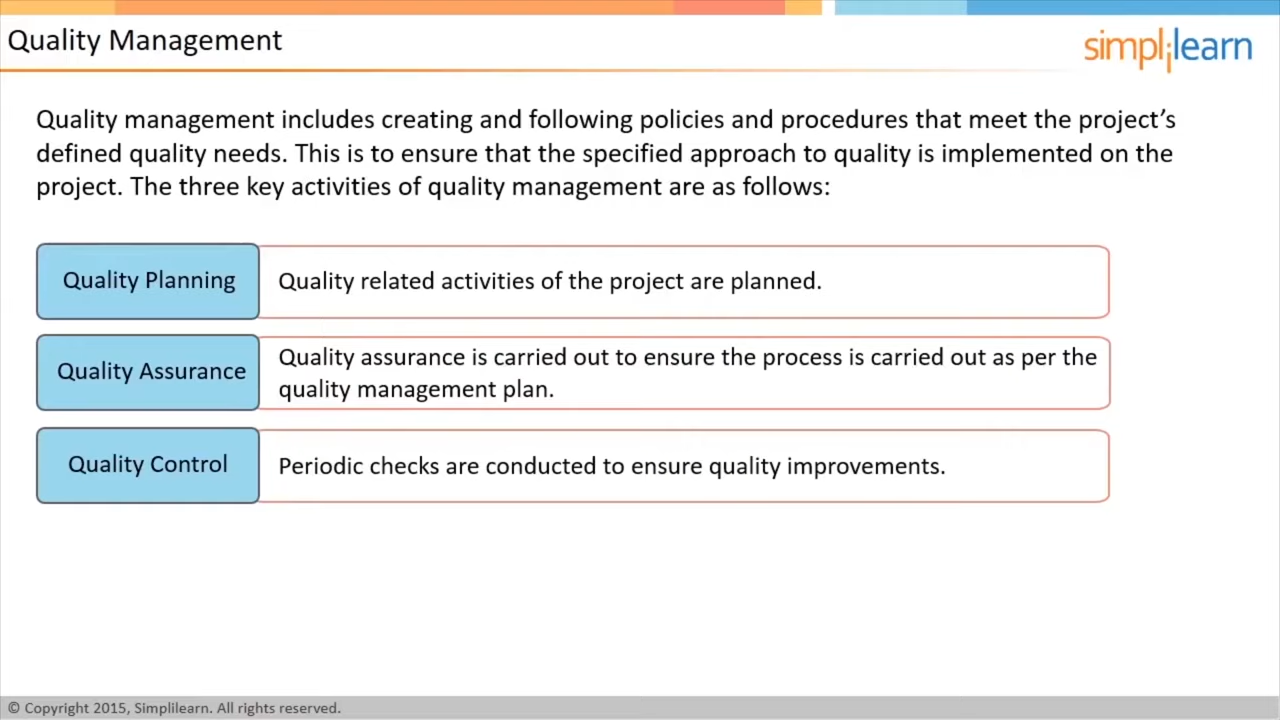 Quality Management
simplilearn
Quality management includes creating and following policies and procedures that meet the project’s
defined quality needs. This is to ensure that the specified approach to quality is implemented on the
project. The three key activities of quality management are as follows:
Quality Planning
Quality related activities of the project are planned.
Quality Assurance
Quality assurance is carried out to ensure the process is carried out as per the
quality management plan.
Quality Control
Periodic checks are conducted to ensure quality improvements.
© Copyright 2015, Simplilearn. All rights reserved.